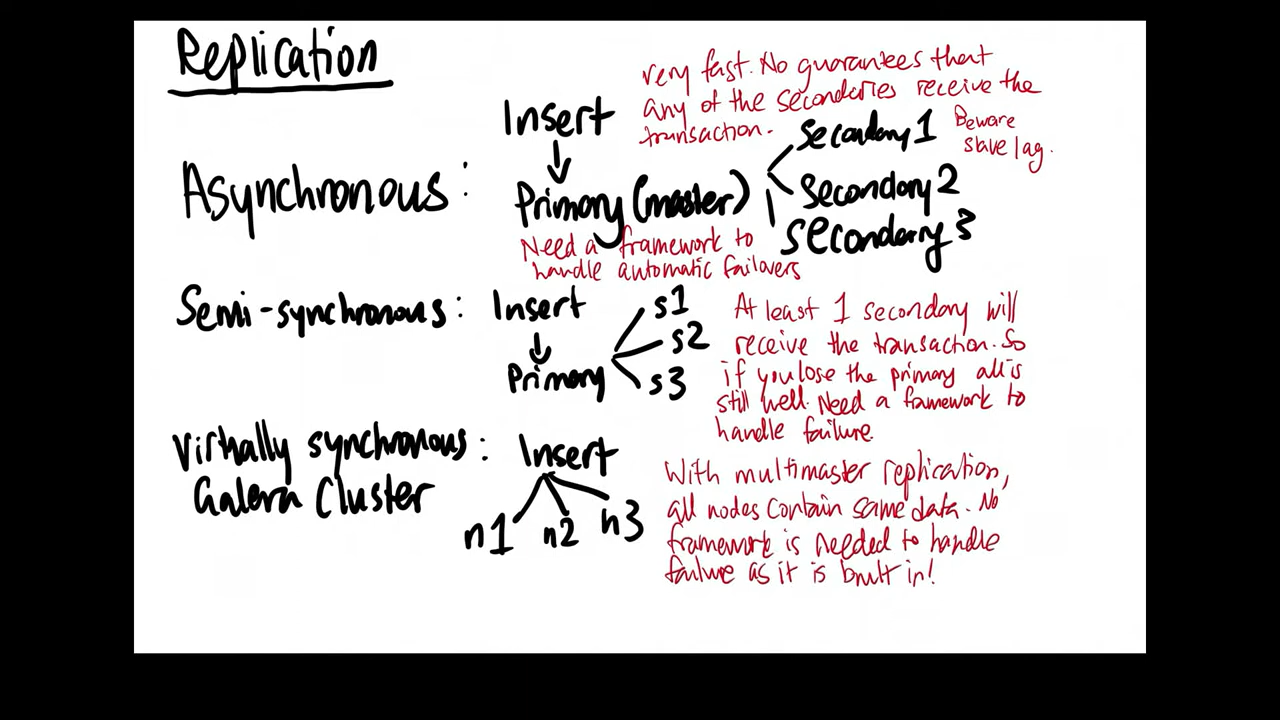 Replication
very fast. No guarantees that
any of the secondaries receive the
transaction.
Insert
Secondary 1
Beware
slave lag.
Asynchronous:
Primary (master)
Secondary 2
Secondary 3
Need a framework to
handle automatic failovers
Semi-synchronous:
Insert
s1
s2
Primary
s3
At least 1 secondary will
receive the transaction. So
if you lose the primary all is
still well. Need a framework to
handle failure.
Virtually synchronous:
Galera Cluster
Insert
n1 n2 n3
With multimaster replication,
all nodes contain same data. No
framework is needed to handle
failure as it is built in!